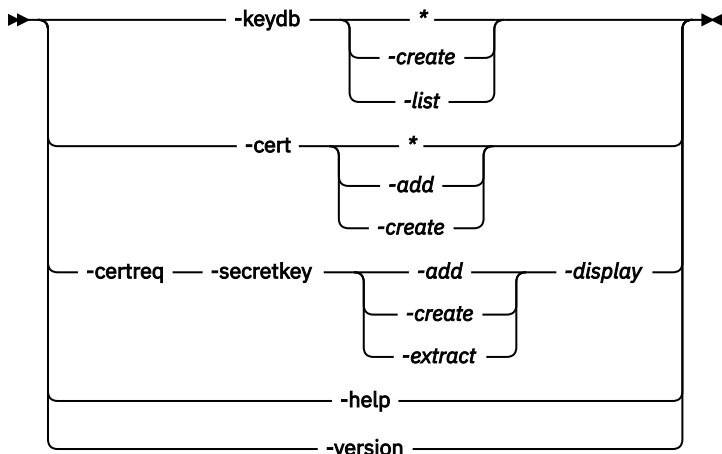 -keydb *
-create
-list
-cert *
-add
-create
-certreq -secretkey -add -display
-create
-extract
-help
-version